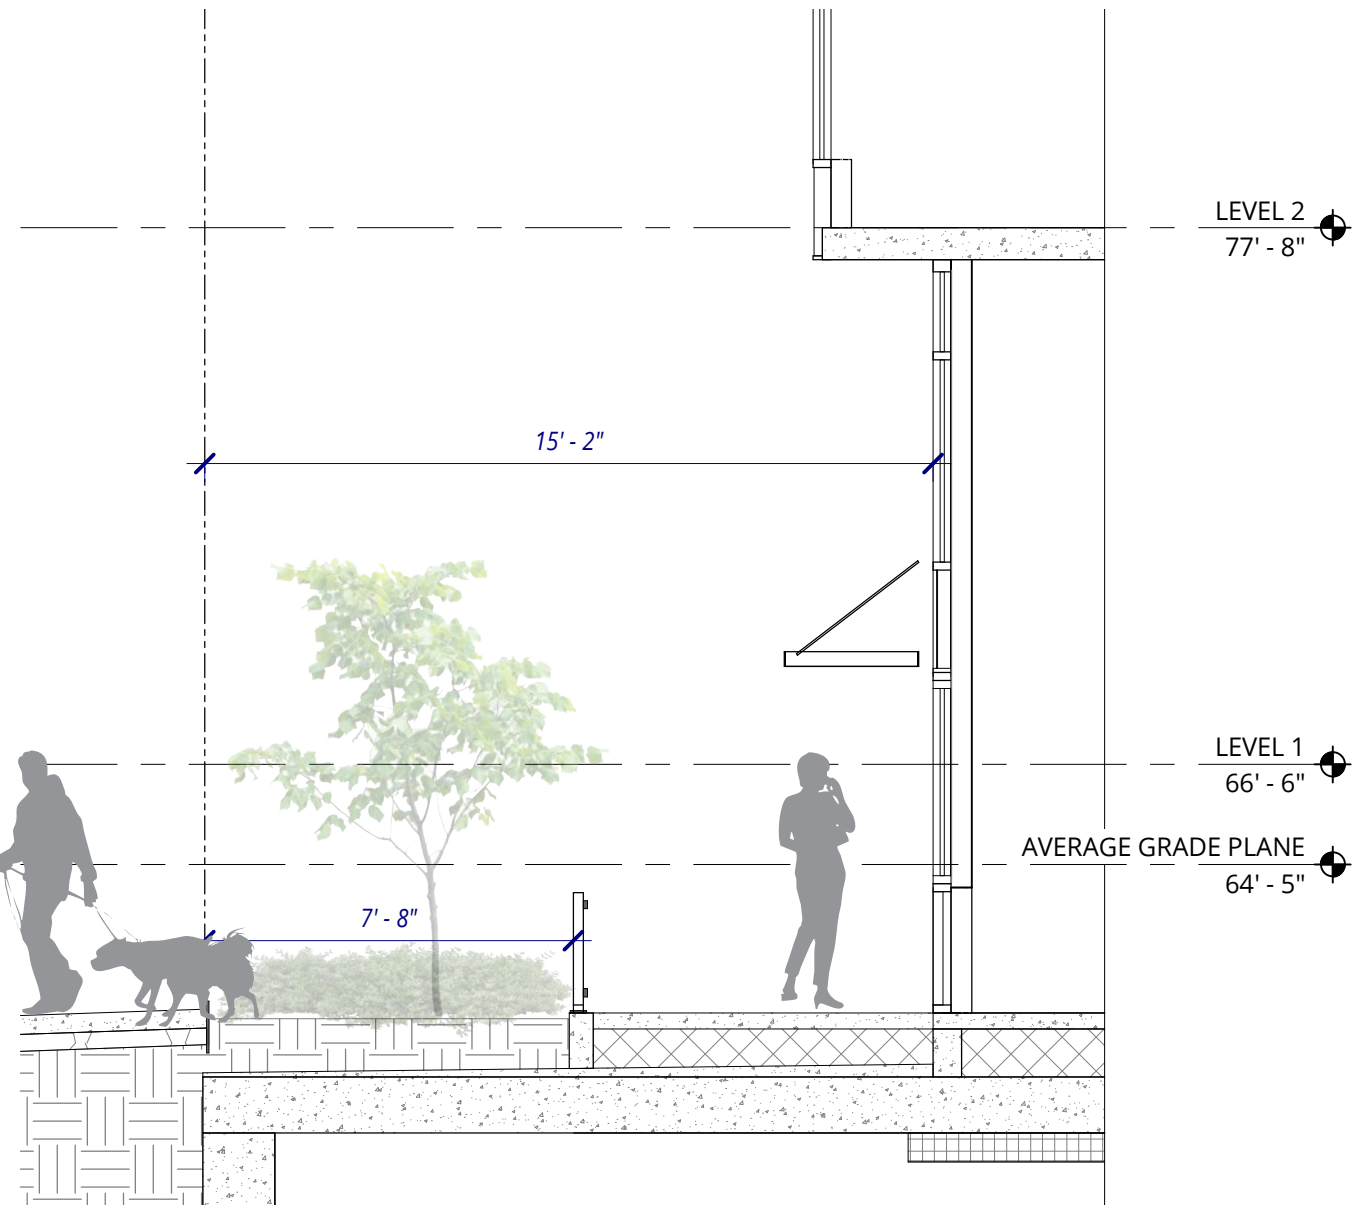 LEVEL 2
77' - 8"
15' - 2"
LEVEL 1
66' - 6"
AVERAGE GRADE PLANE
64' - 5"
7' - 8"